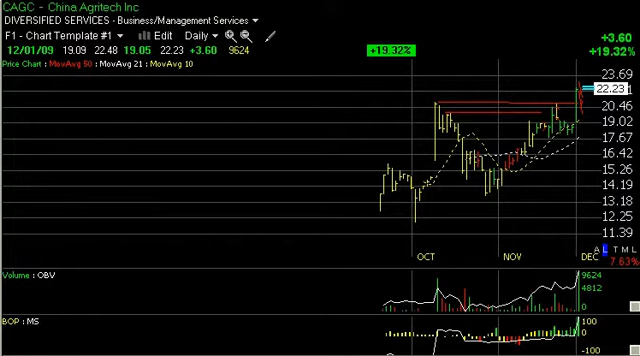 CAGC - China Agritech Inc
DIVERSIFIED SERVICES - Business/Management Services
F1 - Chart Template #1 Edit Daily
12/01/09 19.09 22.48 19.05 22.23 +3.60 9624
+19.32%
+3.60
+19.32%
Price Chart : MovAvg 50 : MovAvg 21 : MovAvg 10
23.69
22.23
20.46
19.02
17.67
16.42
15.26
14.19
13.18
12.25
11.39
A L T M L
OCT NOV DEC
7.63%
Volume : OBV
9624
4812
0
BOP : MS
100
0